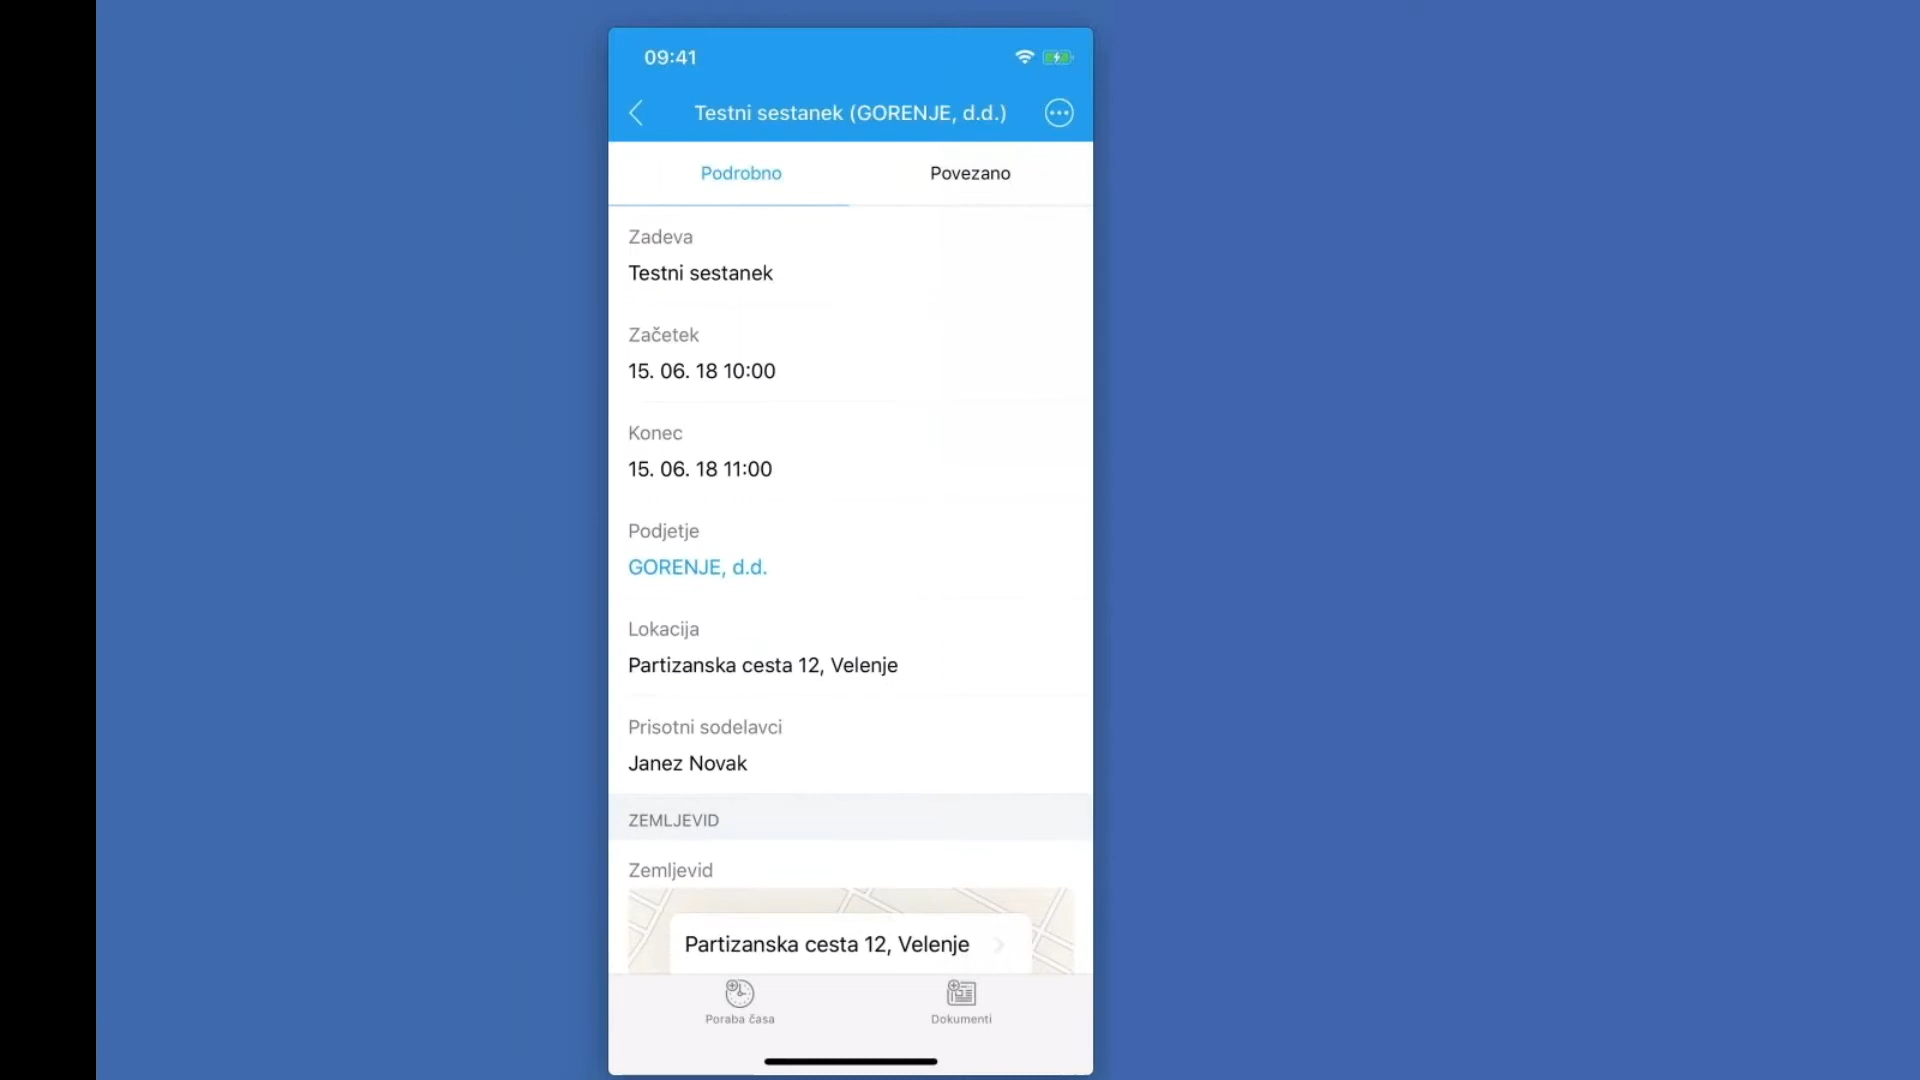 09:41
Testni sestanek (GORENJE, d.d.)
Podrobno
Povezano
Zadeva
Testni sestanek
Začetek
15. 06. 18 10:00
Konec
15. 06. 18 11:00
Podjetje
GORENJE, d.d.
Lokacija
Partizanska cesta 12, Velenje
Prisotni sodelavci
Janez Novak
ZEMLJEVID
Zemljevid
Partizanska cesta 12, Velenje
Poraba časa
Dokumenti